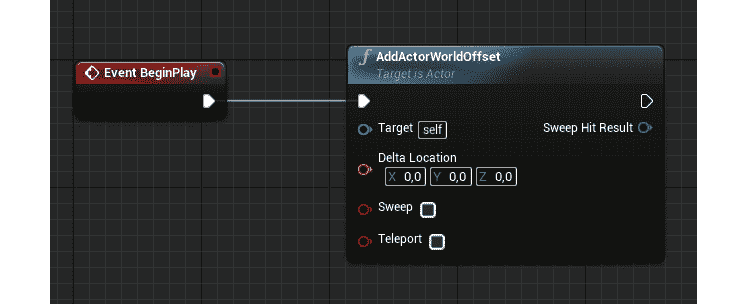 Event BeginPlay
f AddActorWorldOffset
Target is Actor
Target self
Sweep Hit Result
Delta Location
X 0,0 Y 0,0 Z 0,0
Sweep
Teleport